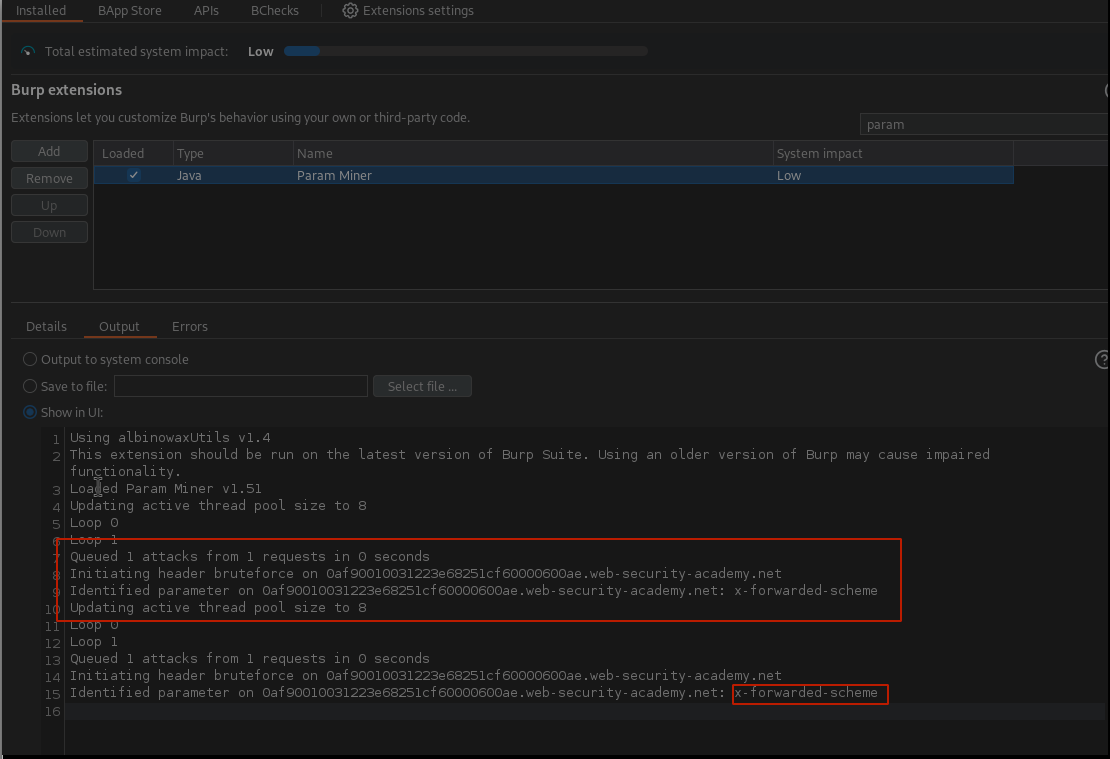 Installed BApp Store APIs BChecks Extensions settings
Total estimated system impact: Low
Burp extensions
Extensions let you customize Burp's behavior using your own or third-party code.
param
Add
Remove
Up
Down
Loaded Type Name System impact
Java Param Miner Low
Details Output Errors
Output to system console
?
Save to file: Select file ...
Show in UI:
1 Using albinowaxUtils v1.4
2 This extension should be run on the latest version of Burp Suite. Using an older version of Burp may cause impaired
functionality.
3 Loaded Param Miner v1.51
4 Updating active thread pool size to 8
5 Loop 0
6 Loop 1
7 Queued 1 attacks from 1 requests in 0 seconds
8 Initiating header bruteforce on 0af90010031223e68251cf60000600ae.web-security-academy.net
9 Identified parameter on 0af90010031223e68251cf60000600ae.web-security-academy.net: x-forwarded-scheme
10 Updating active thread pool size to 8
11 Loop 0
12 Loop 1
13 Queued 1 attacks from 1 requests in 0 seconds
14 Initiating header bruteforce on 0af90010031223e68251cf60000600ae.web-security-academy.net
15 Identified parameter on 0af90010031223e68251cf60000600ae.web-security-academy.net: x-forwarded-scheme
16